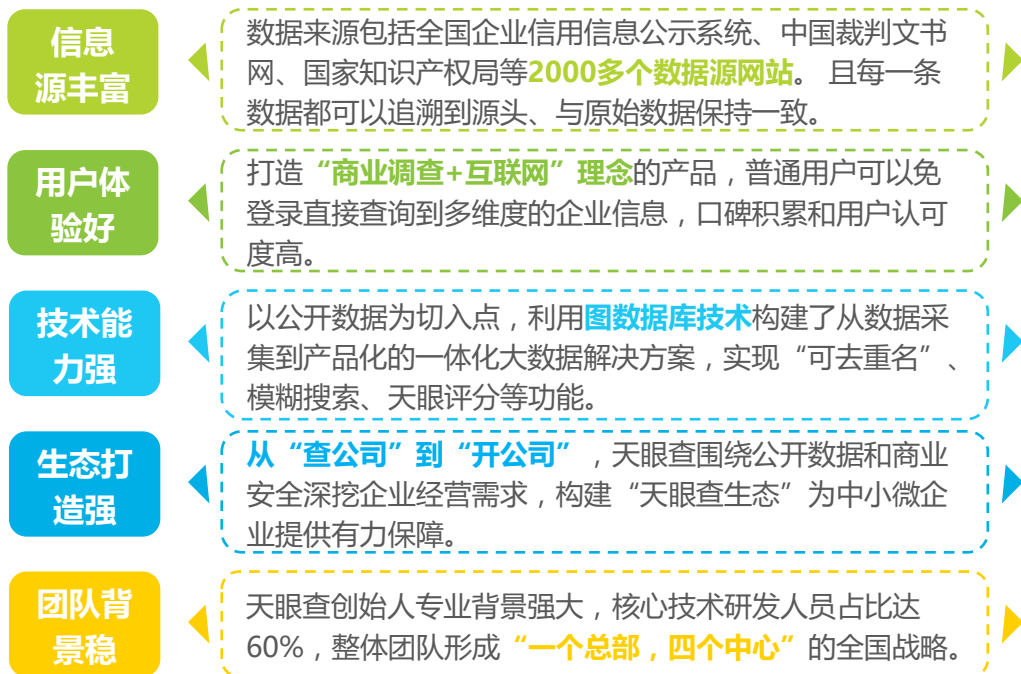 信息
源丰富
数据来源包括全国企业信用信息公示系统、中国裁判文书
网、国家知识产权局等2000多个数据源网站。 且每一条
数据都可以追溯到源头、与原始数据保持一致。
用户体
验好
打造“商业调查+互联网”理念的产品，普通用户可以免
登录直接查询到多维度的企业信息，口碑积累和用户认可
度高。
技术能
力强
以公开数据为切入点，利用图数据库技术构建了从数据采
集到产品化的一体化大数据解决方案，实现“可去重名”、
模糊搜索、天眼评分等功能。
生态打
造强
从“查公司”到“开公司”，天眼查围绕公开数据和商业
安全深挖企业经营需求，构建“天眼查生态”为中小微企
业提供有力保障。
团队背
景稳
天眼查创始人专业背景强大，核心技术研发人员占比达
60%，整体团队形成“一个总部，四个中心”的全国战略。